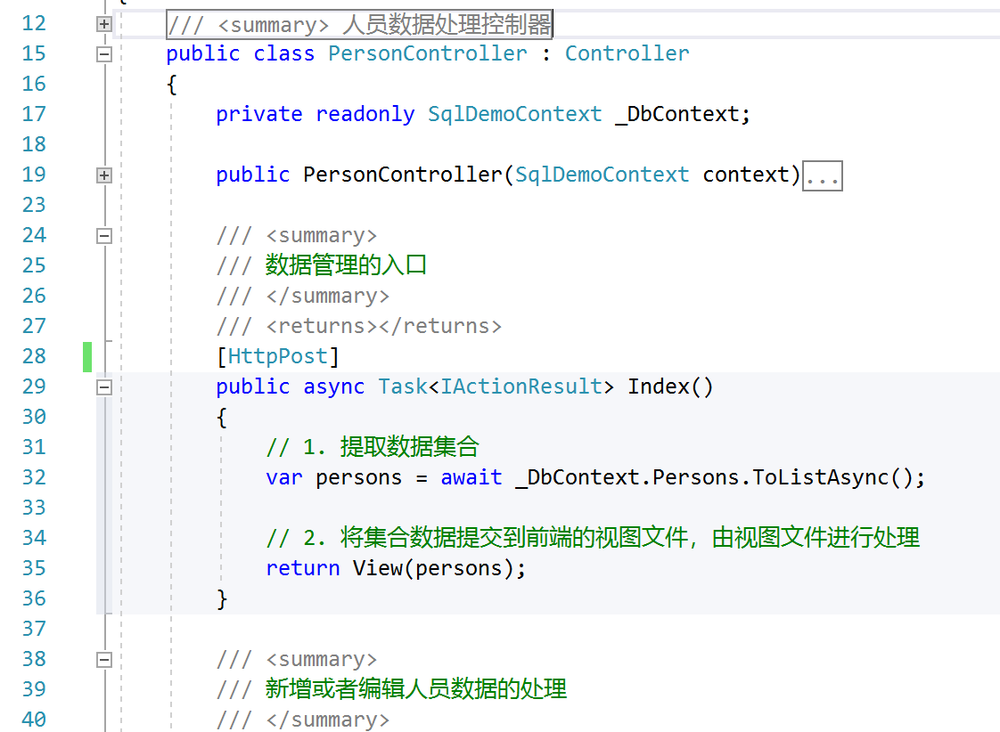 {
12 /// <summary> 人员数据处理控制器
15 public class PersonController : Controller
16 {
17 private readonly SqlDemoContext _DbContext;
18
19 public PersonController(SqlDemoContext context)...
23
24 /// <summary>
25 /// 数据管理的入口
26 /// </summary>
27 /// <returns></returns>
28 [HttpPost]
29 public async Task<IActionResult> Index()
30 {
31 // 1. 提取数据集合
32 var persons = await _DbContext.Persons.ToListAsync();
33
34 // 2. 将集合数据提交到前端的视图文件，由视图文件进行处理
35 return View(persons);
36 }
37
38 /// <summary>
39 /// 新增或者编辑人员数据的处理
40 /// </summary>